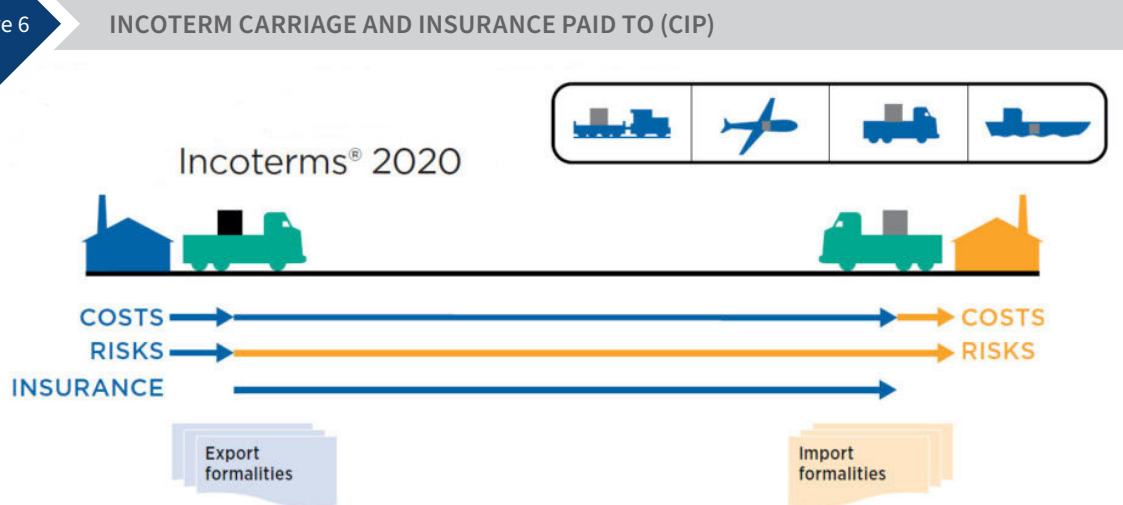 e 6
INCOTERM CARRIAGE AND INSURANCE PAID TO (CIP)
Incoterms® 2020
COSTS
COSTS
RISKS
RISKS
INSURANCE
Export
formalities
Import
formalities